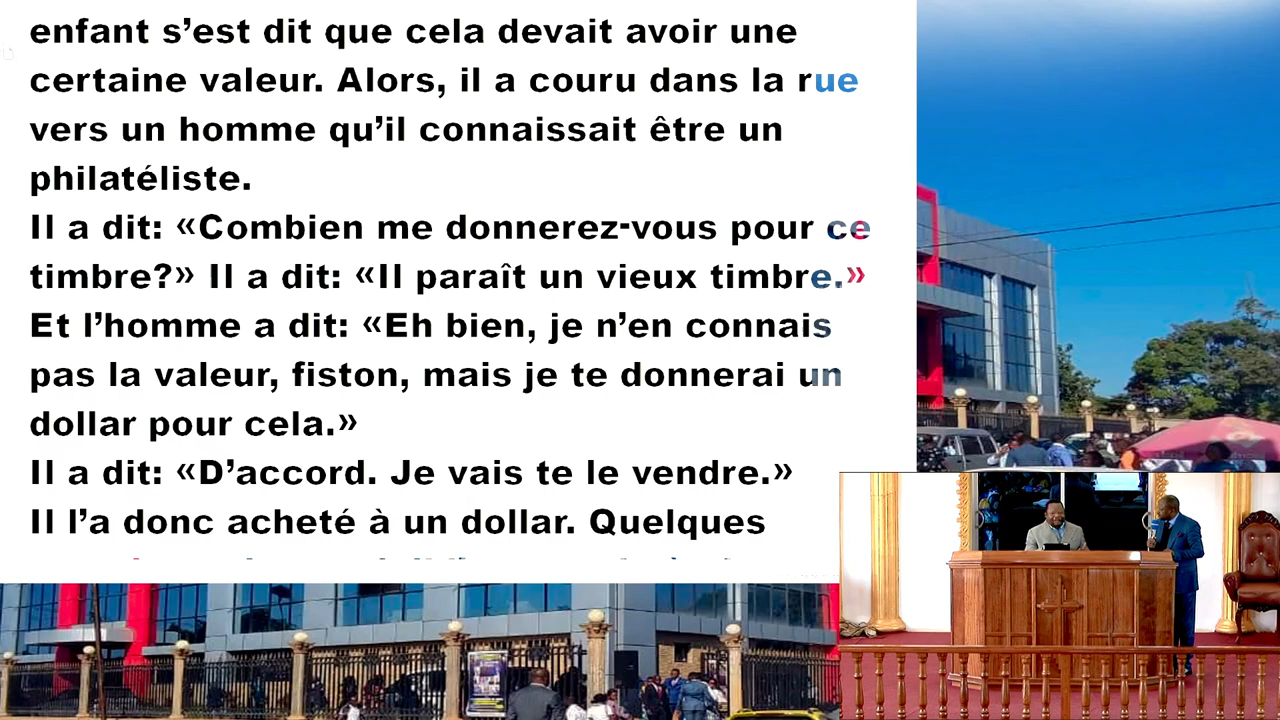 enfant s’est dit que cela devait avoir une
certaine valeur. Alors, il a couru dans la rue
vers un homme qu’il connaissait être un
philatéliste.
Il a dit: «Combien me donnerez-vous pour ce
timbre?» Il a dit: «Il paraît un vieux timbre.»
Et l’homme a dit: «Eh bien, je n’en connais
pas la valeur, fiston, mais je te donnerai un
dollar pour cela.»
Il a dit: «D’accord. Je vais te le vendre.»
Il l’a donc acheté à un dollar. Quelques